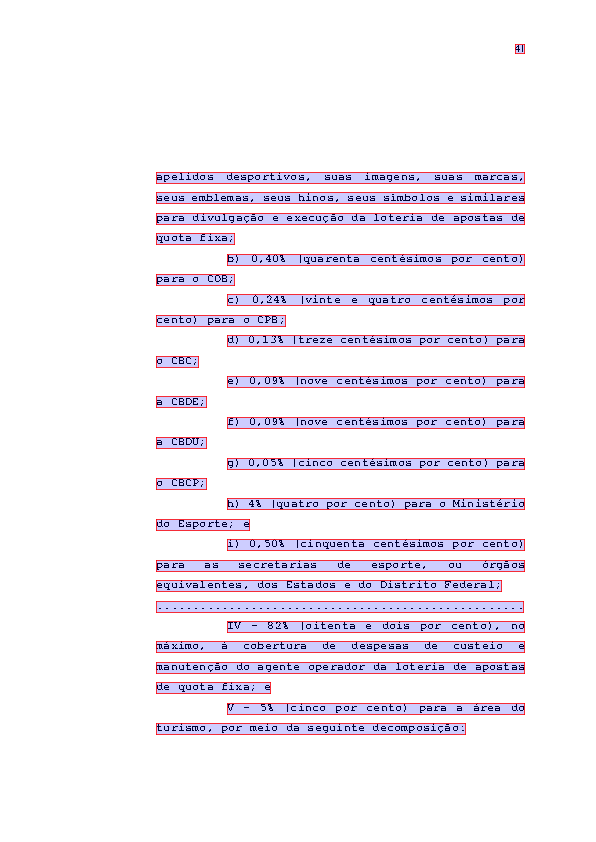 41
apelidos desportivos, suas imagens, suas marcas,
seus emblemas, seus hinos, seus símbolos e similares
para divulgação e execução da loteria de apostas de
quota fixa;
b) 0,40% (quarenta centésimos por cento)
para o COB;
c) 0,24% (vinte e quatro centésimos por
cento) para o CPB;
d) 0,13% (treze centésimos por cento) para
o CBC;
e) 0,09% (nove centésimos por cento) para
a CBDE;
f) 0,09% (nove centésimos por cento) para
a CBDU;
g) 0,05% (cinco centésimos por cento) para
o CBCP;
h) 4% (quatro por cento) para o Ministério
do Esporte; e
i) 0,50% (cinquenta centésimos por cento)
para as secretarias de esporte, ou órgãos
equivalentes, dos Estados e do Distrito Federal;
...................................................
IV - 82% (oitenta e dois por cento), no
máximo, à cobertura de despesas de custeio e
manutenção do agente operador da loteria de apostas
de quota fixa; e
V - 5% (cinco por cento) para a área do
turismo, por meio da seguinte decomposição: